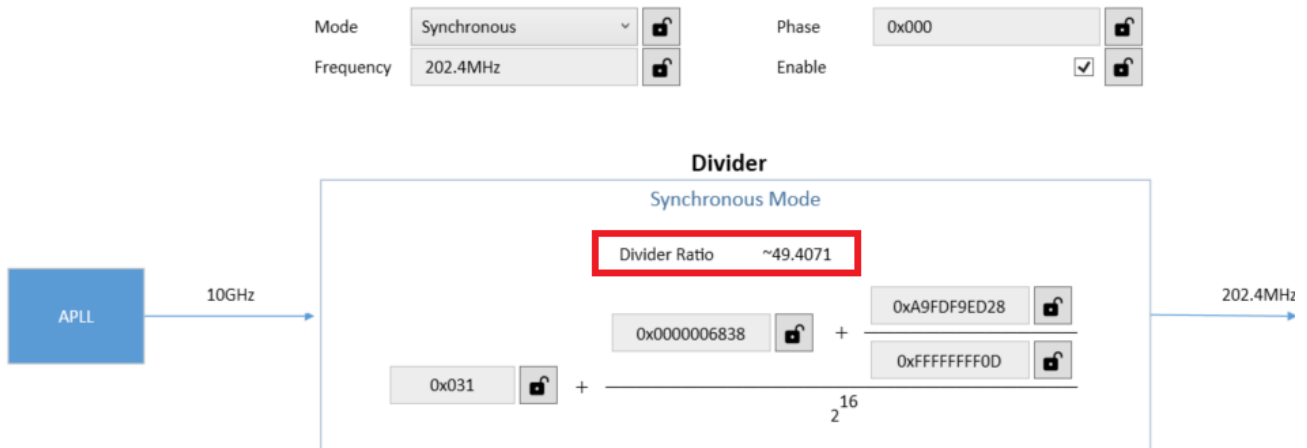 Mode Synchronous Phase 0x000
Frequency 202.4MHz Enable
Divider
Synchronous Mode
Divider Ratio ~49.4071
APLL 10GHz 202.4MHz
0x0000006838 + 0xA9FDF9ED28
0xFFFFFFFF0D
0x031 +
2^16